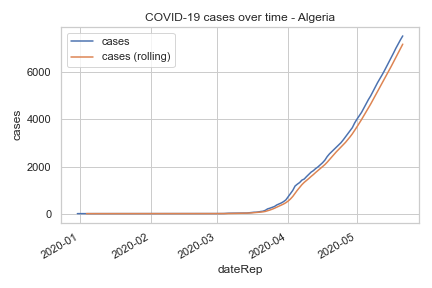 COVID-19 cases over time - Algeria
cases
cases (rolling)
6000
4000
2000
0
cases
2020-01
2020-02
2020-03
2020-04
2020-05
dateRep